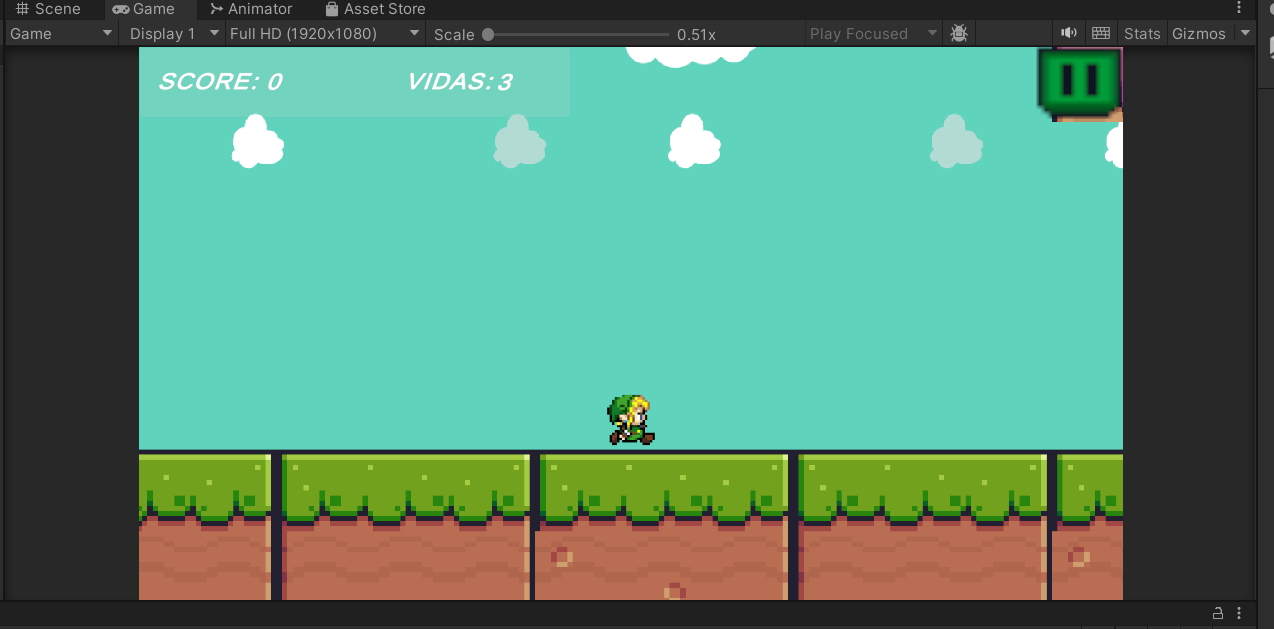 Scene Game Animator Asset Store
Game Display 1 Full HD (1920x1080) Scale 0.51x Play Focused Stats Gizmos
SCORE: 0 VIDAS: 3